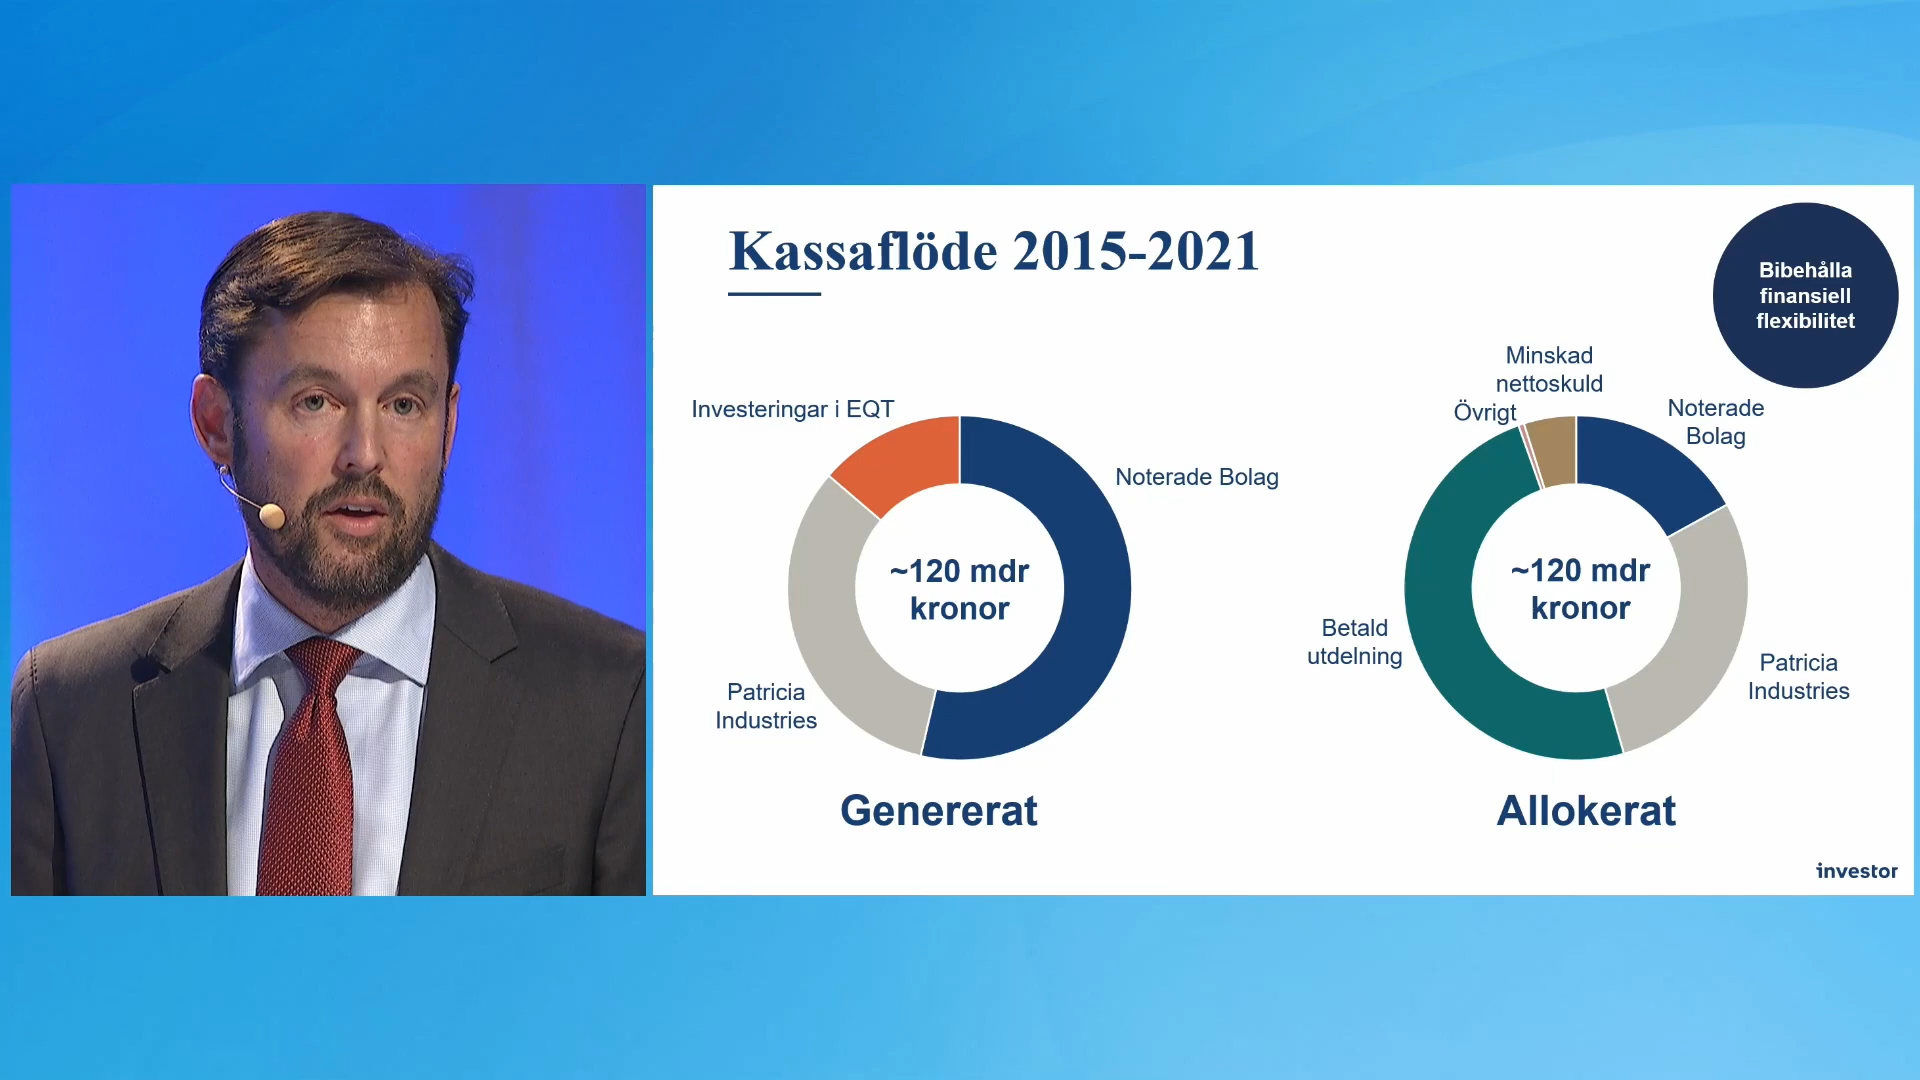 Kassaflöde 2015-2021
Bibehålla
finansiell
flexibilitet
Investeringar i EQT
Noterade Bolag
~120 mdr
kronor
Patricia
Industries
Genererat
Minskad
nettoskuld
Övrigt
Noterade
Bolag
~120 mdr
kronor
Betald
utdelning
Patricia
Industries
Allokerat
investor